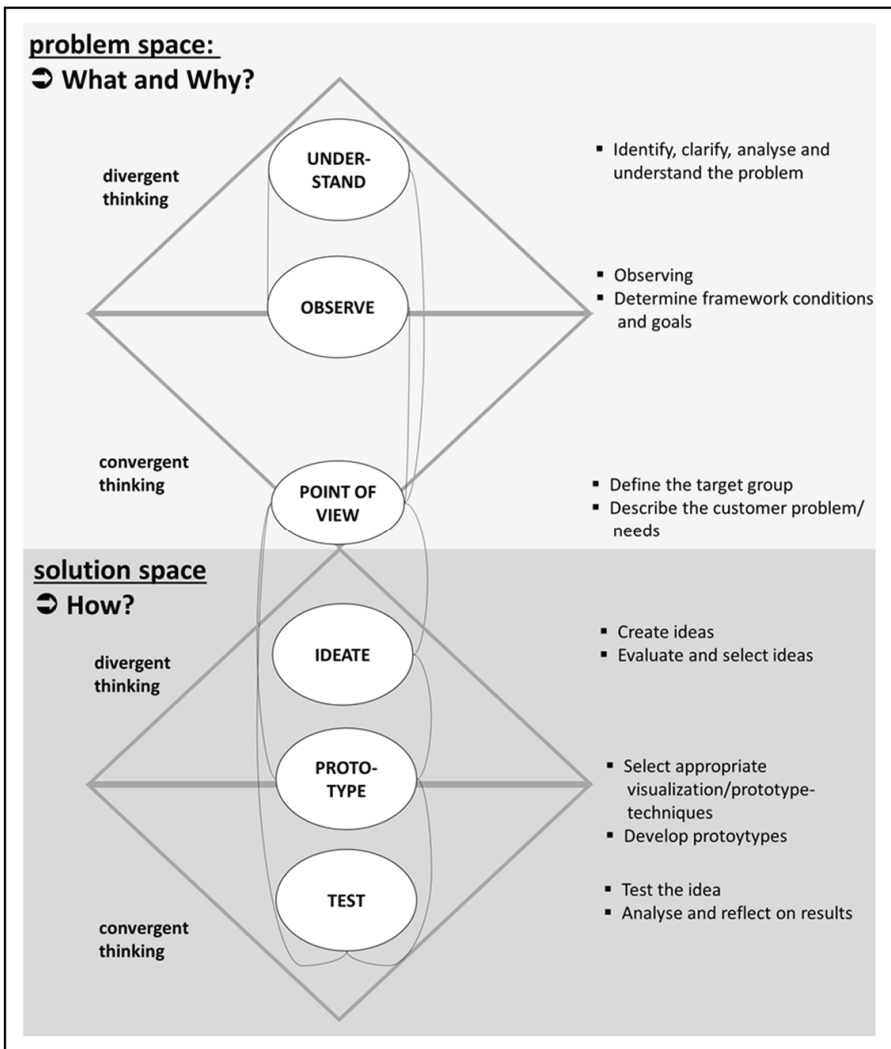 problem space:
➲ What and Why?
UNDER-
STAND
divergent
thinking
▪ Identify, clarify, analyse and
understand the problem
OBSERVE
▪ Observing
▪ Determine framework conditions
and goals
convergent
thinking
POINT OF
VIEW
▪ Define the target group
▪ Describe the customer problem/
needs
solution space
➲ How?
IDEATE
divergent
thinking
▪ Create ideas
▪ Evaluate and select ideas
PROTO-
TYPE
▪ Select appropriate
visualization/prototype-
techniques
▪ Develop protoytypes
TEST
▪ Test the idea
▪ Analyse and reflect on results
convergent
thinking